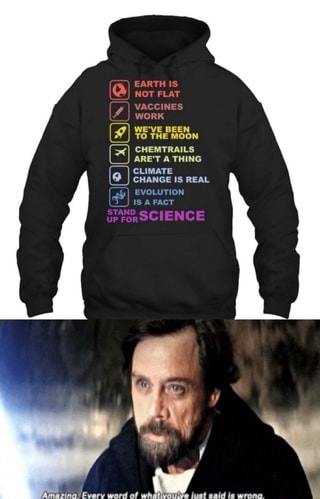 EARTH IS
NOT FLAT
VACCINES
WORK
WE'VE BEEN
TO THE MOON
CHEMTRAILS
ARE'T A THING
CLIMATE
CHANGE IS REAL
EVOLUTION
IS A FACT
STAND
UP FOR SCIENCE
Amazing. Every word of what you've just said is wrong.